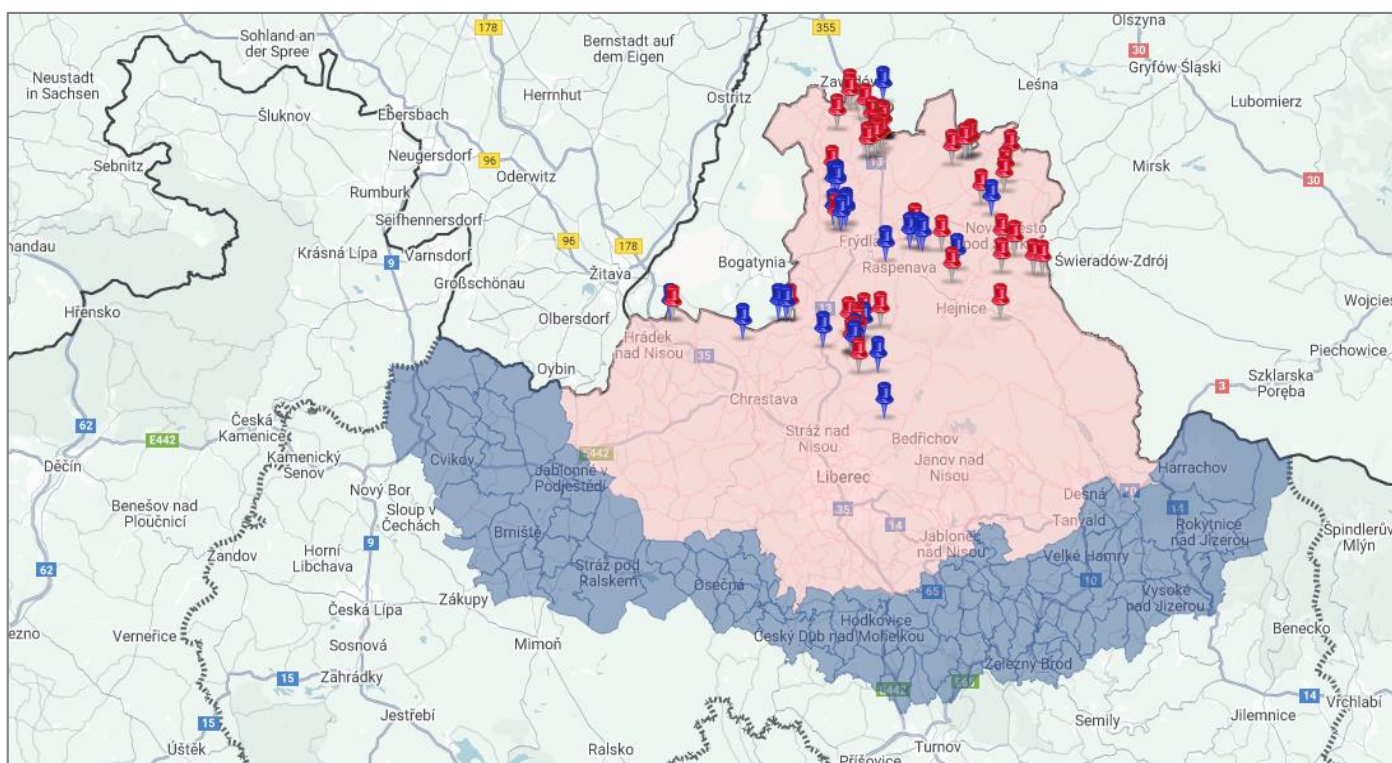 Sohland an
der Spree
178
Bernstadt auf
dem Eigen
355
Olszyna
30
Neustadt
in Sachsen
Herrnhut
Ostritz
Leśna
Gryfów Śląski
Šluknov
Ebersbach
Lubomierz
Sebnitz
Neugersdorf
96
Oderwitz
13
Mirsk
30
Rumburk
Seifhennersdorf
96
178
Krásná Lípa
9
Varnsdorf
Žitava
Bogatynia
Raspenava
Świeradów-Zdrój
Großschönau
Hřensko
Olbersdorf
Hejnice
Hrádek
nad Nisou
35
Piechowice
Oybin
Szklarska
Poręba
3
Chrastava
62
Česká
Kamenice
E442
Děčín
Kamenický
Šenov
Cvikov
Jablonné v
Podještědí
E442
Stráž nad
Nisou
Bedřichov
Janov nad
Nisou
Harrachov
Liberec
Benešov nad
Ploučnicí
Nový Bor
Sloup v
Čechách
Desná
Tanvald
14
Rokytnice
nad Jizerou
Špindlerův
Mlýn
Brniště
35
14
Jablonec
nad Nisou
9
Žandov
Horní
Libchava
Stráž pod
Ralskem
Osečná
Velké Hamry
10
62
Česká Lípa
Zákupy
65
Vysoké
nad Jizerou
Hodkovice
nad Mohelkou
Český Dub
Verneřice
Sosnová
Mimoň
Benecko
Železný Brod
15
Zahrádky
E442
E65
14
Vrchlabí
15
Jestřebí
Semily
Jilemnice
Úštěk
Ralsko
Turnov
Příšovice